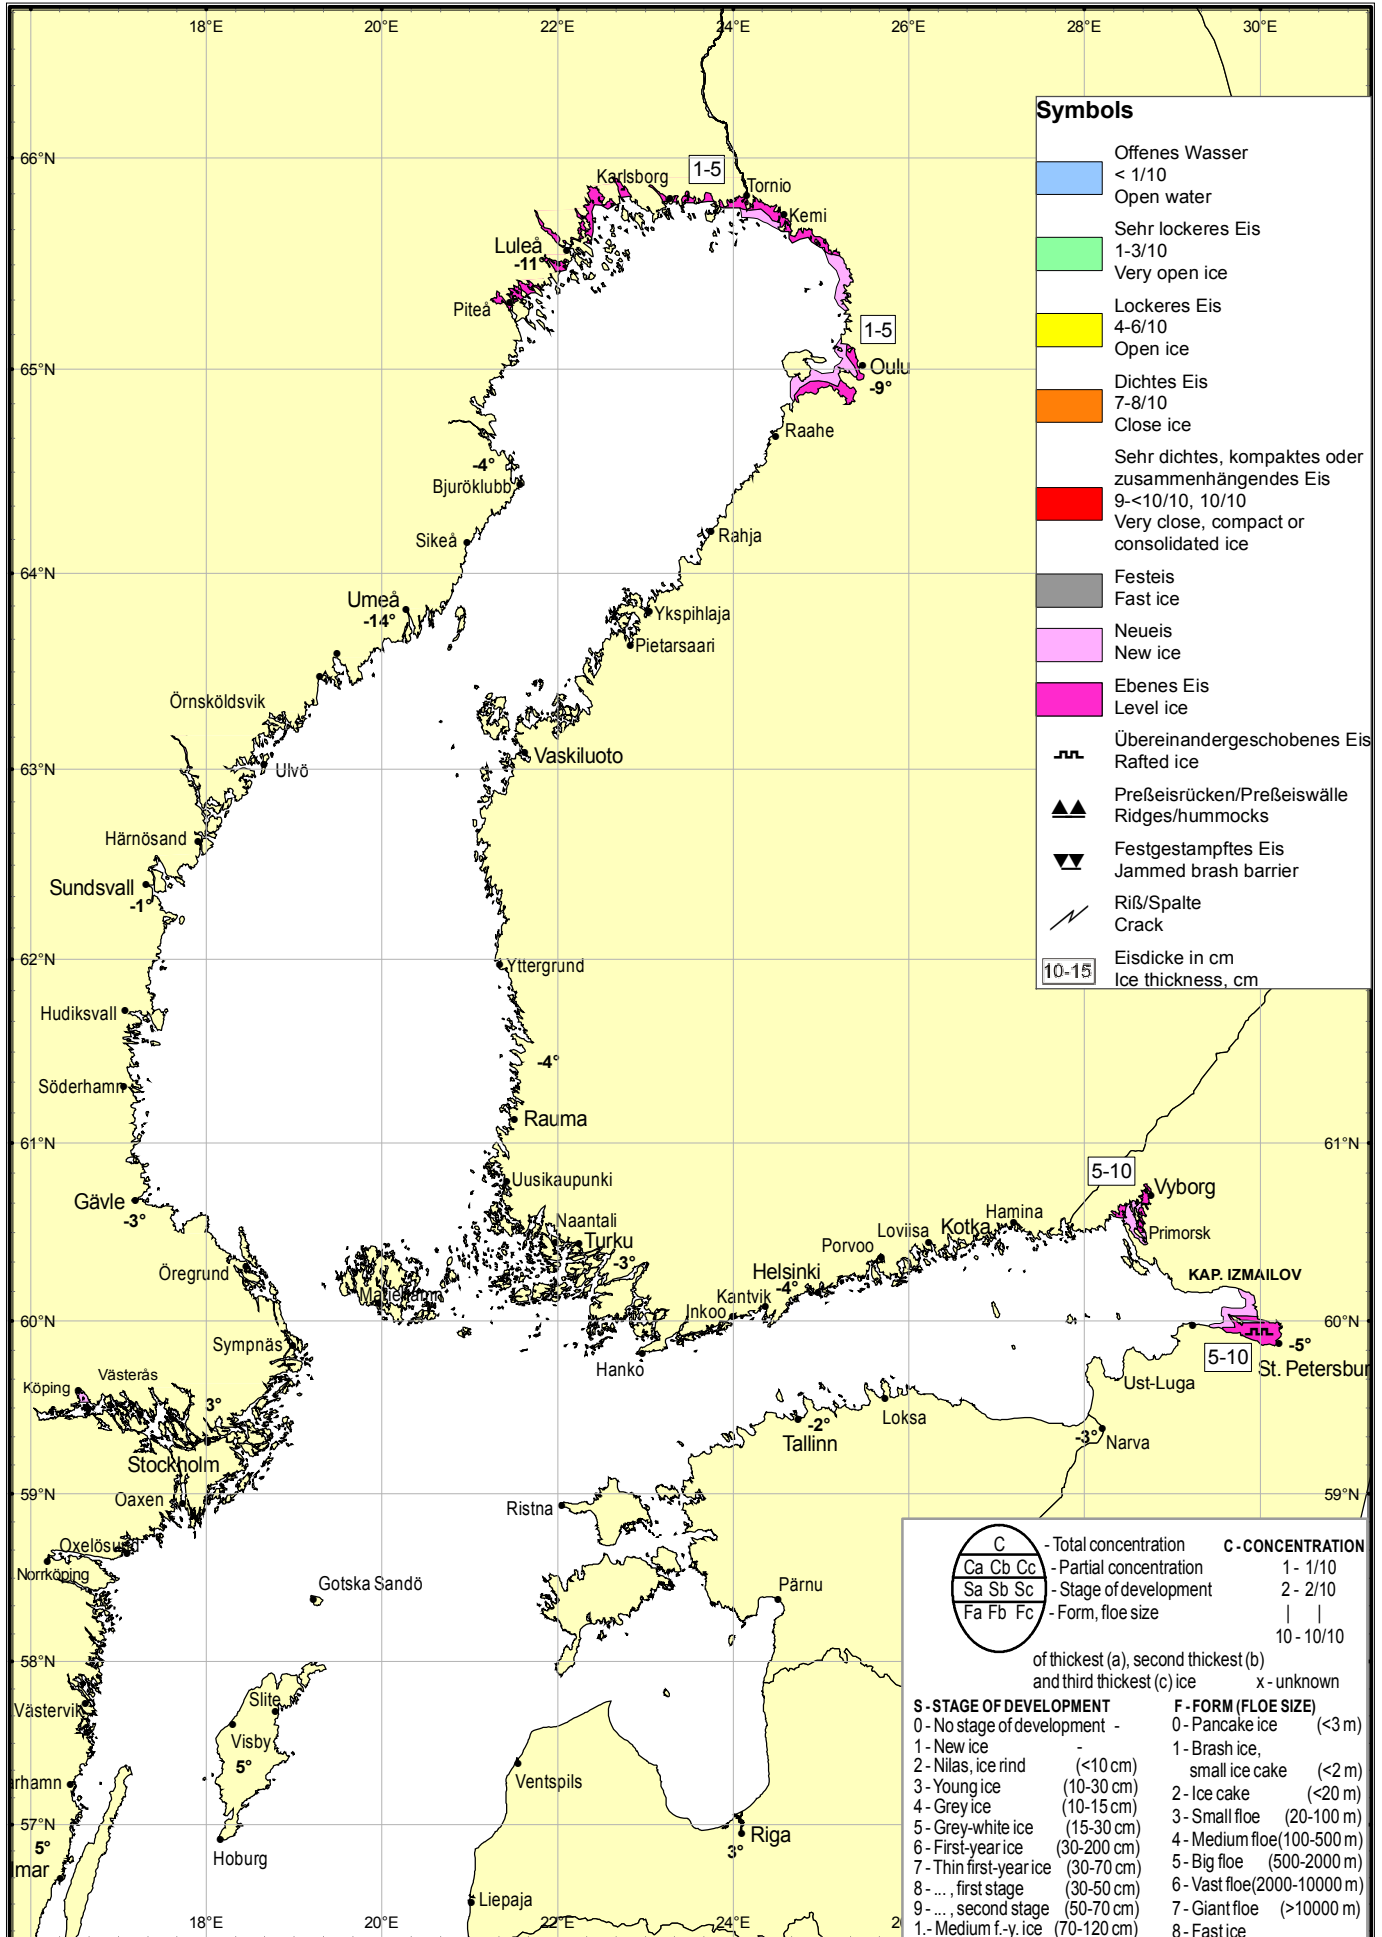 18°E 20°E 22°E 24°E 26°E 28°E 30°E
Symbols
Offenes Wasser
< 1/10
Open water
Sehr lockeres Eis
1-3/10
Very open ice
Lockeres Eis
4-6/10
Open ice
Dichtes Eis
7-8/10
Close ice
Sehr dichtes, kompaktes oder
zusammenhängendes Eis
9-<10/10, 10/10
Very close, compact or
consolidated ice
Festeis
Fast ice
Neueis
New ice
Ebenes Eis
Level ice
Übereinandergeschobenes Eis
Rafted ice
Preßeisrücken/Preßeiswälle
Ridges/hummocks
Festgestampftes Eis
Jammed brash barrier
Riß/Spalte
Crack
10-15
Eisdicke in cm
Ice thickness, cm
66°N
1-5
Karlsborg
Tornio
Kemi
Luleå
-11°
Piteå
1-5
65°N
Oulu
-9°
Raahe
-4°
Bjuröklubb
Sikeå
Rahja
64°N
Umeå
-14°
Ykspihlaja
Pietarsaari
Örnsköldsvik
Vaskiluoto
63°N
Ulvö
Härnösand
Sundsvall
-1°
62°N
Yttergrund
Hudiksvall
-4°
Söderhamn
Rauma
61°N 61°N
5-10
Vyborg
Gävle
-3°
Uusikaupunki
Naantali
Turku
-3°
Hamina
Kotka
Loviisa
Porvoo
Primorsk
Öregrund
Mariehamn
Helsinki
-4°
Kantvik
Inkoo
KAP. IZMAILOV
60°N 60°N
Sympnäs
Hanko
-5°
5-10
St. Petersbur
Ust-Luga
Köping
Västerås
3°
Stockholm
-2°
Tallinn
Loksa
-3°
Narva
59°N 59°N
Oaxen
Ristna
Oxelösund
Norrköping
Gotska Sandö
Pärnu
58°N
Västervik
Slite
Visby
5°
rhamn
Ventspils
57°N
5°
lmar
Hoburg
Riga
3°
Liepaja
18°E 20°E 22°E 24°E 2
C
Ca Cb Cc
Sa Sb Sc
Fa Fb Fc
- Total concentration
- Partial concentration
- Stage of development
- Form, floe size
C - CONCENTRATION
1 - 1/10
2 - 2/10
| |
10 - 10/10
of thickest (a), second thickest (b)
and third thickest (c) ice x - unknown
S - STAGE OF DEVELOPMENT
0 - No stage of development -
1 - New ice -
2 - Nilas, ice rind (<10 cm)
3 - Young ice (10-30 cm)
4 - Grey ice (10-15 cm)
5 - Grey-white ice (15-30 cm)
6 - First-year ice (30-200 cm)
7 - Thin first-year ice (30-70 cm)
8 - ... , first stage (30-50 cm)
9 - ... , second stage (50-70 cm)
1.- Medium f.-y. ice (70-120 cm)
F - FORM (FLOE SIZE)
0 - Pancake ice (<3 m)
1 - Brash ice,
small ice cake (<2 m)
2 - Ice cake (<20 m)
3 - Small floe (20-100 m)
4 - Medium floe (100-500 m)
5 - Big floe (500-2000 m)
6 - Vast floe (2000-10000 m)
7 - Giant floe (>10000 m)
8 - Fast ice